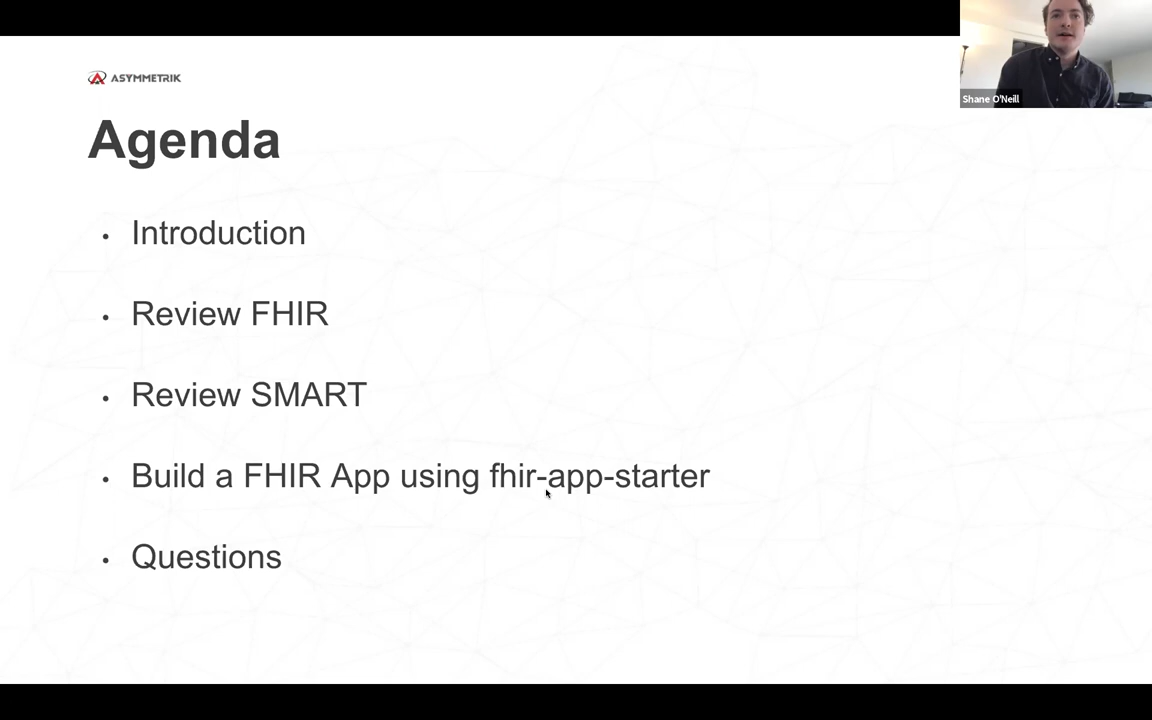 ASYMMETRIK
Shane O'Neill
Agenda
• Introduction
• Review FHIR
• Review SMART
• Build a FHIR App using fhir-app-starter
• Questions